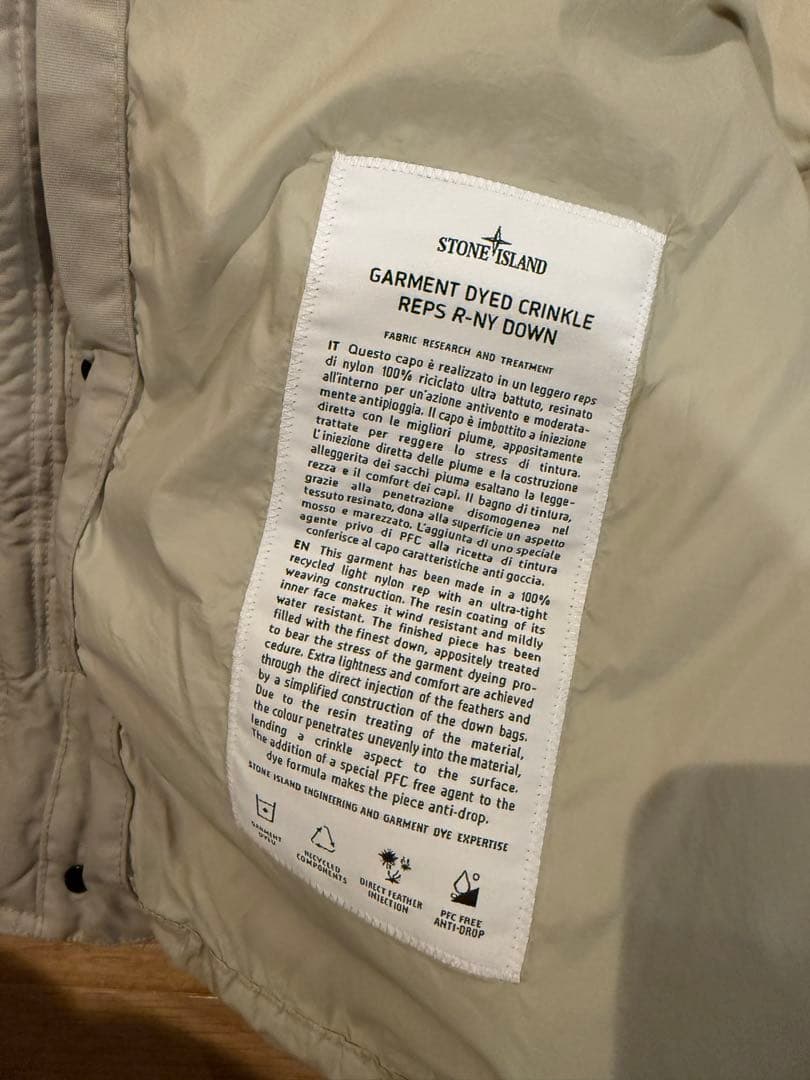 STONE ISLAND
GARMENT DYED CRINKLE
REPS R-NY DOWN
FABRIC RESEARCH AND TREATMENT
IT Questo capo è realizzato in un leggero reps
di nylon 100% riciclato ultra battuto, resinato
all'interno per un'azione antivento e moderata-
mente antipioggia. Il capo è imbottito a iniezione
diretta con le migliori piume, appositamente
trattate per reggere lo stress di tintura.
L'iniezione diretta delle piume e la costruzione
alleggerita dei sacchi piuma esaltano la legge-
rezza e il comfort dei capi. Il bagno di tintura,
grazie alla penetrazione disomogenea nel
tessuto resinato, dona alla superficie un aspetto
mosso e marezzato. L'aggiunta di uno speciale
agente privo di PFC alla ricetta di tintura
conferisce al capo caratteristiche anti goccia.
EN This garment has been made in a 100%
recycled light nylon rep with an ultra-tight
weaving construction. The resin coating of its
inner face makes it wind resistant and mildly
water resistant. The finished piece has been
filled with the finest down, appositely treated
to bear the stress of the garment dyeing pro-
cedure. Extra lightness and comfort are achieved
through the direct injection of the feathers and
by a simplified construction of the down bags.
Due to the resin treating of the material,
the colour penetrates unevenly into the material,
lending a crinkle aspect to the surface.
The addition of a special PFC free agent to the
dye formula makes the piece anti-drop.
STONE ISLAND ENGINEERING AND GARMENT DYE EXPERTISE
GARMENT
DYED
RECYCLED
COMPONENTS
DIRECT FEATHER
INJECTION
PFC FREE
ANTI-DROP